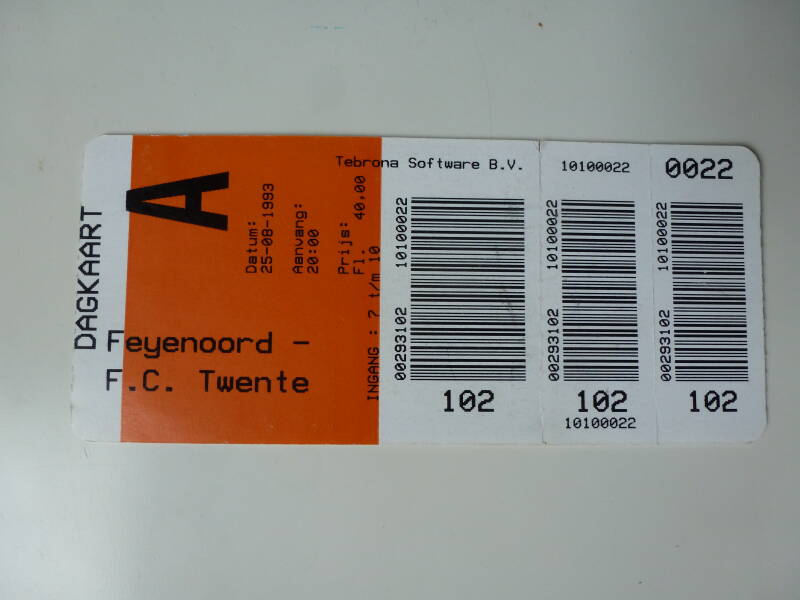 DAGKAART
A
Datum:
25-08-1993
Aanvang:
20:00
Prijs:
Fl. 40,00
INGANG : 7 t/m 10
Feyenoord -
F.C. Twente
Tebrona Software B.V.
10100022
00293102
102
10100022
10100022
00293102
102
10100022
0022
10100022
00293102
102